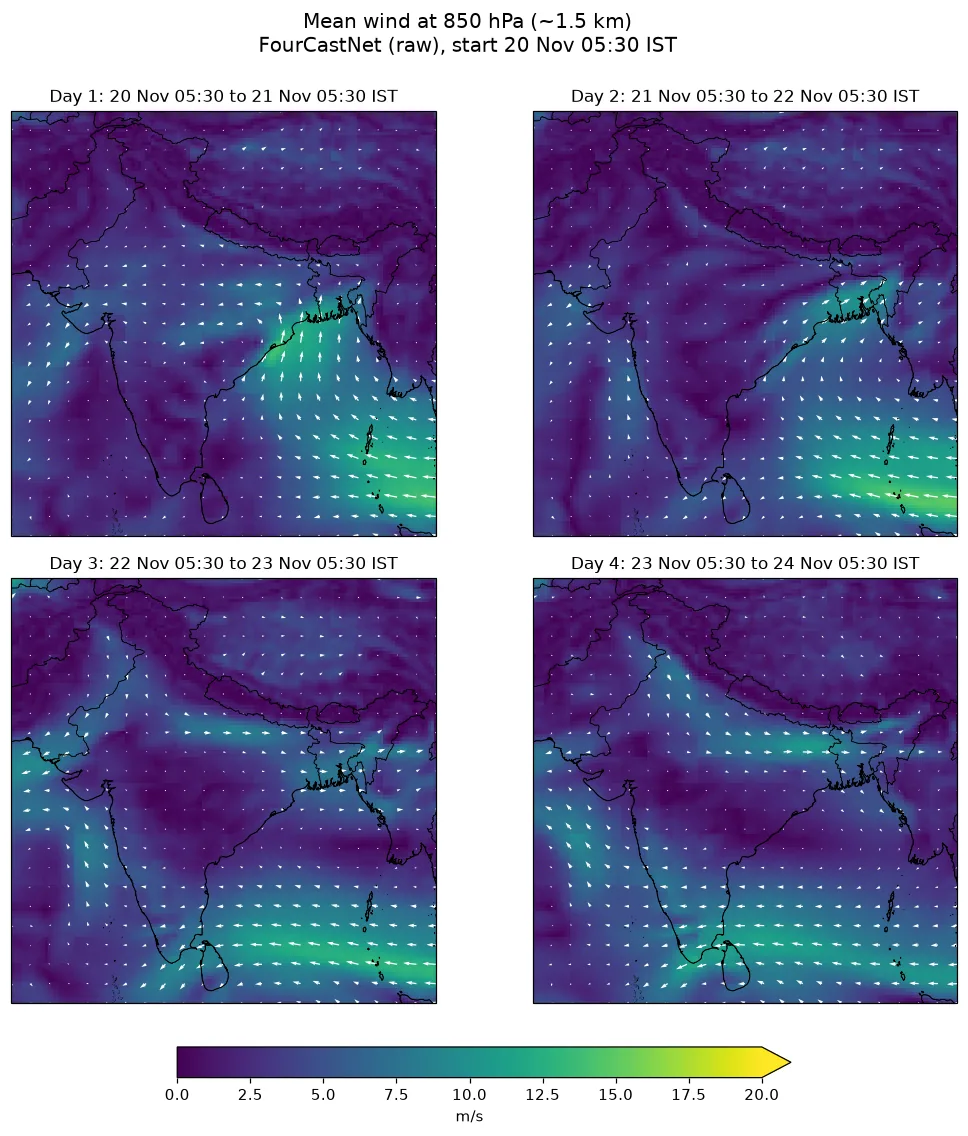 Mean wind at 850 hPa (~1.5 km)
FourCastNet (raw), start 20 Nov 05:30 IST
Day 1: 20 Nov 05:30 to 21 Nov 05:30 IST
Day 2: 21 Nov 05:30 to 22 Nov 05:30 IST
Day 3: 22 Nov 05:30 to 23 Nov 05:30 IST
Day 4: 23 Nov 05:30 to 24 Nov 05:30 IST
0.0 2.5 5.0 7.5 10.0 12.5 15.0 17.5 20.0
m/s